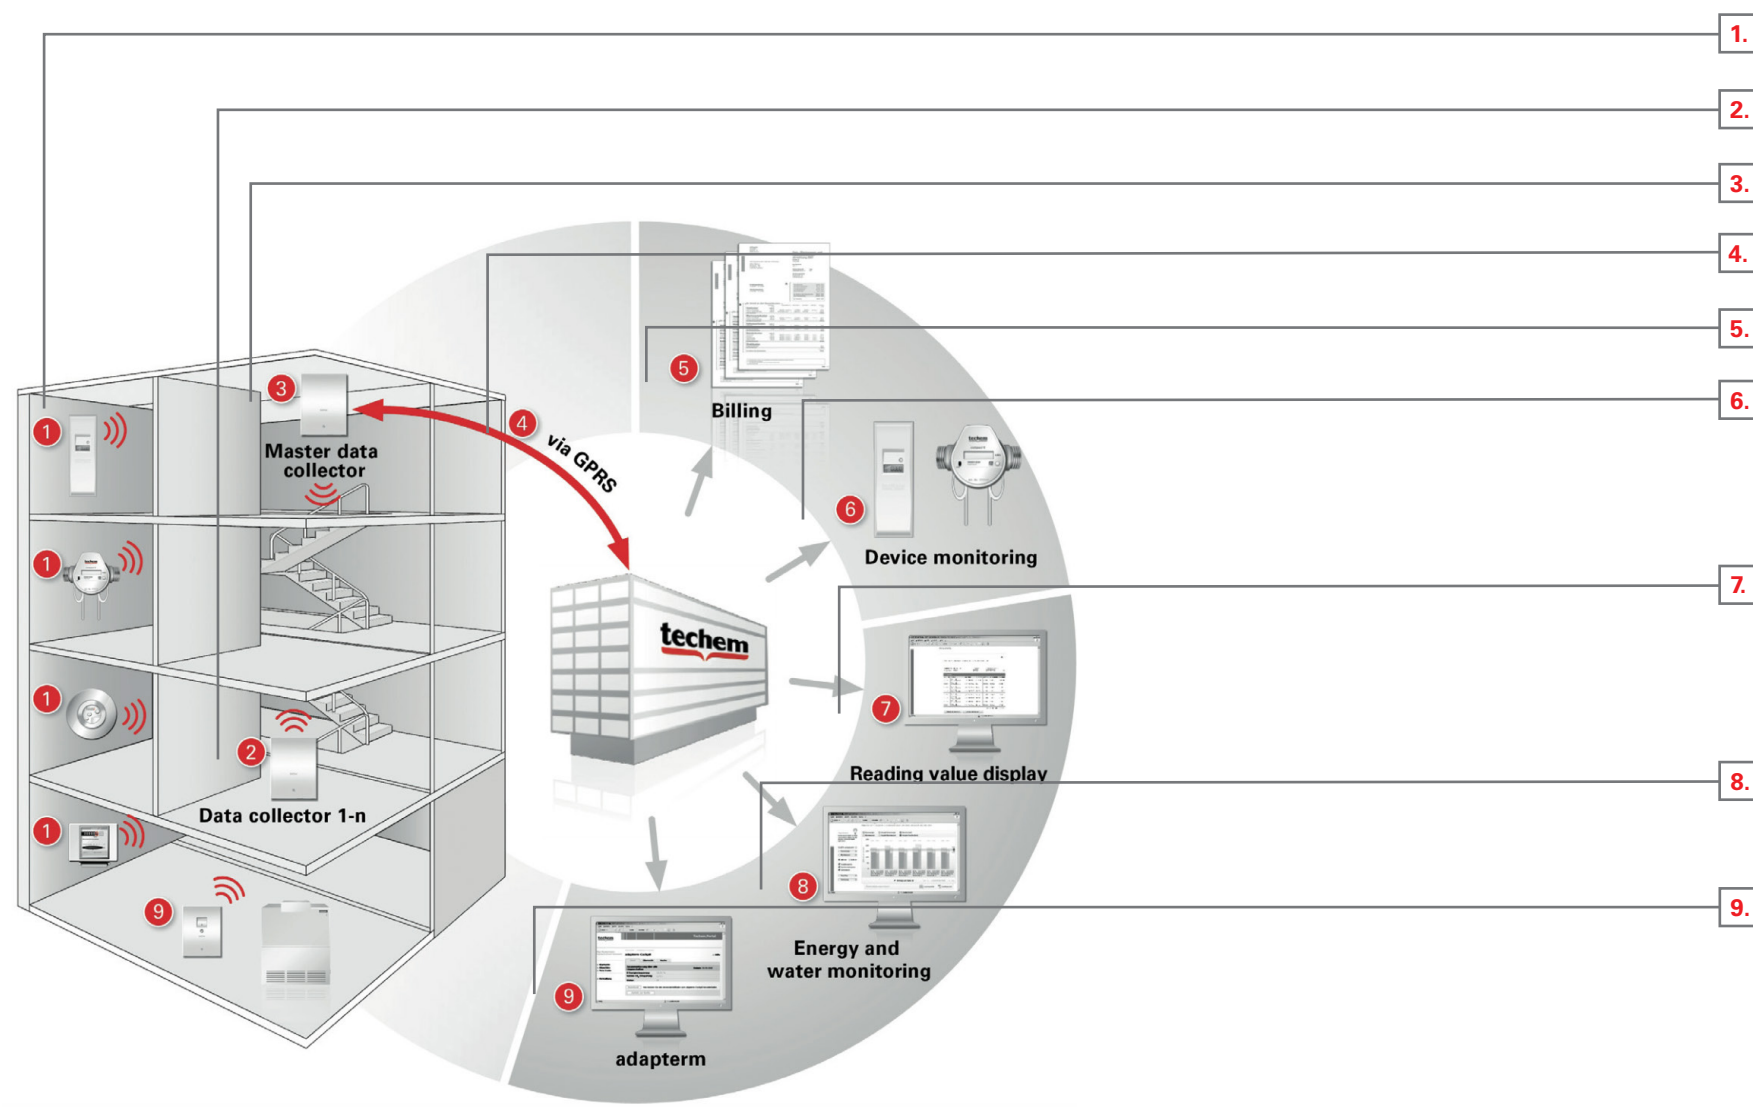 1.
2.
3.
4.
5.
6.
7.
8.
9.
3
Master data
collector
1
1
1
1
2
Data collector 1-n
9
4
via GPRS
techem
5
Billing
6
techem
Device monitoring
7
Reading value display
8
Energy and
water monitoring
9
adapterm